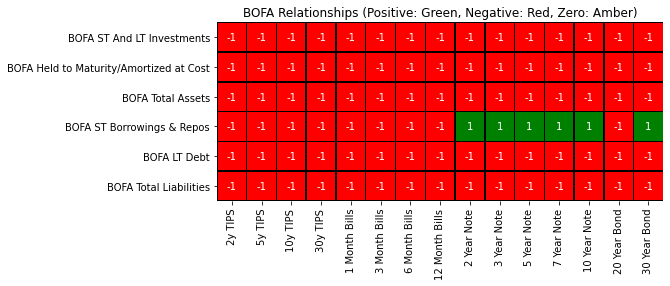 BOFA Relationships (Positive: Green, Negative: Red, Zero: Amber)
BOFA ST And LT Investments -1 -1 -1 -1 -1 -1 -1 -1 -1 -1 -1 -1 -1 -1 -1
BOFA Held to Maturity/Amortized at Cost -1 -1 -1 -1 -1 -1 -1 -1 -1 -1 -1 -1 -1 -1 -1
BOFA Total Assets -1 -1 -1 -1 -1 -1 -1 -1 -1 -1 -1 -1 -1 -1 -1
BOFA ST Borrowings & Repos -1 -1 -1 -1 -1 -1 -1 -1 1 1 1 1 1 -1 1
BOFA LT Debt -1 -1 -1 -1 -1 -1 -1 -1 -1 -1 -1 -1 -1 -1 -1
BOFA Total Liabilities -1 -1 -1 -1 -1 -1 -1 -1 -1 -1 -1 -1 -1 -1 -1
2y TIPS
5y TIPS
10y TIPS
30y TIPS
1 Month Bills
3 Month Bills
6 Month Bills
12 Month Bills
2 Year Note
3 Year Note
5 Year Note
7 Year Note
10 Year Note
20 Year Bond
30 Year Bond